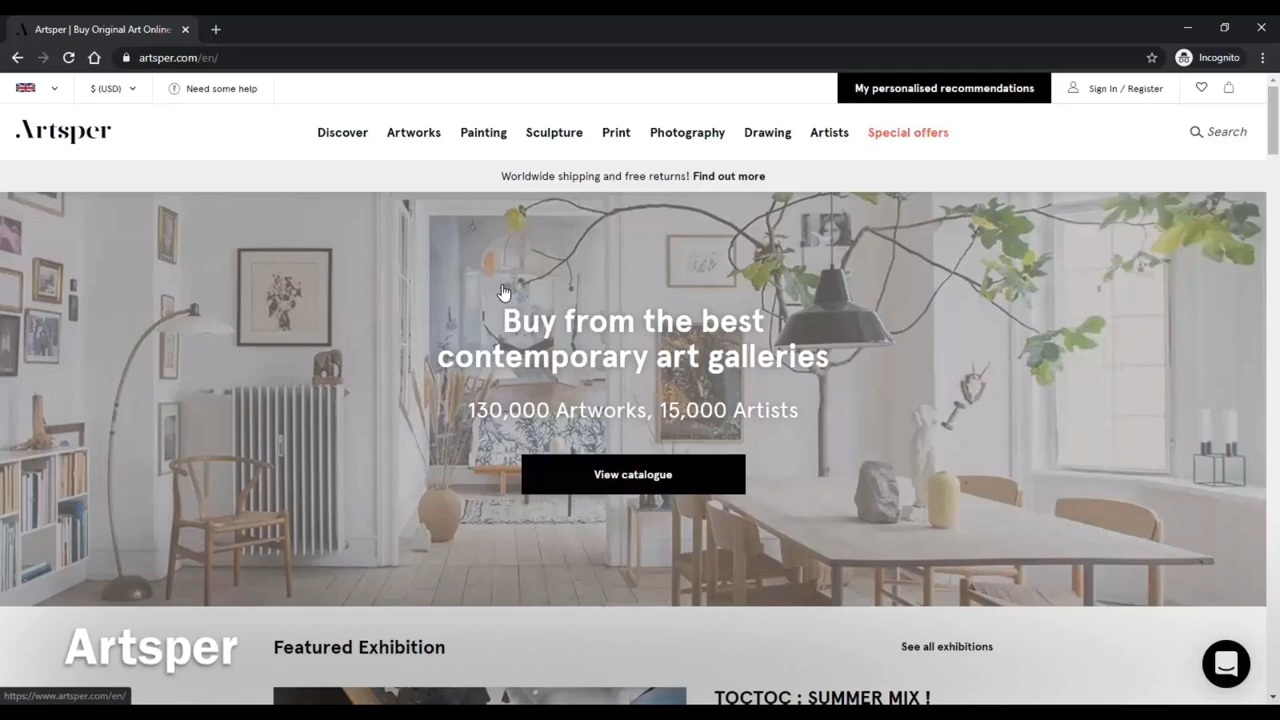 Artsper | Buy Original Art Online
artsper.com/en/
Incognito
$ (USD)
Need some help
My personalised recommendations
Sign In / Register
Artsper
Discover
Artworks
Painting
Sculpture
Print
Photography
Drawing
Artists
Special offers
Search
Worldwide shipping and free returns! Find out more
Buy from the best
contemporary art galleries
130,000 Artworks, 15,000 Artists
View catalogue
Artsper
Featured Exhibition
See all exhibitions
TOCTOC : SUMMER MIX !
https://www.artsper.com/en/